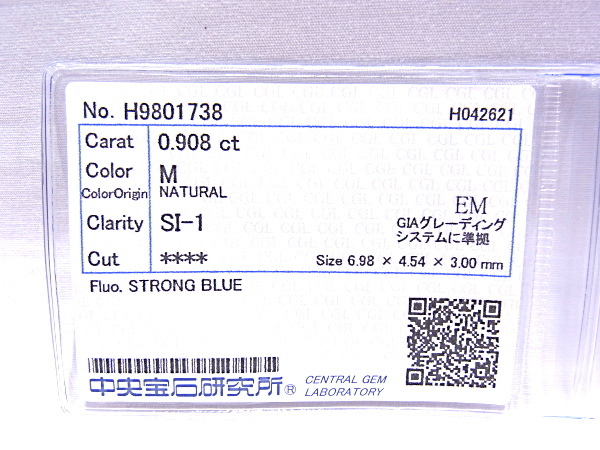 No. H9801738 H042621
Carat 0.908 ct
Color M
ColorOrigin NATURAL
Clarity SI-1
EM
GIAグレーディング
システムに準拠
Cut **** Size 6.98 × 4.54 × 3.00 mm
Fluo. STRONG BLUE
中央宝石研究所® CENTRAL GEM
LABORATORY